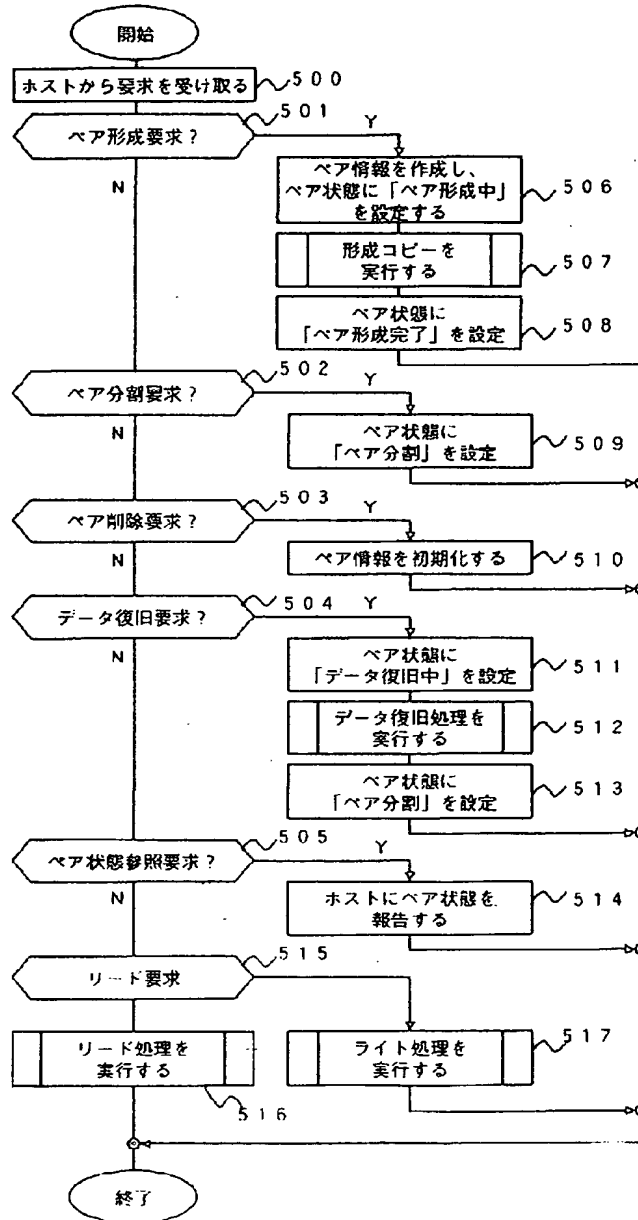 開始
ホストから要求を受け取る
500
501
ペア形成要求?
Y
N
ペア情報を作成し、
ペア状態に「ペア形成中」
を設定する
506
形成コピーを
実行する
507
ペア状態に
「ペア形成完了」を設定
508
502
ペア分割要求?
Y
N
ペア状態に
「ペア分割」を設定
509
503
ペア削除要求?
Y
N
ペア情報を初期化する
510
504
データ復旧要求?
Y
N
ペア状態に
「データ復旧中」を設定
511
データ復旧処理を
実行する
512
ペア状態に
「ペア分割」を設定
513
505
ペア状態参照要求?
Y
N
ホストにペア状態を
報告する
514
515
リード要求
リード処理を
実行する
516
ライト処理を
実行する
517
終了